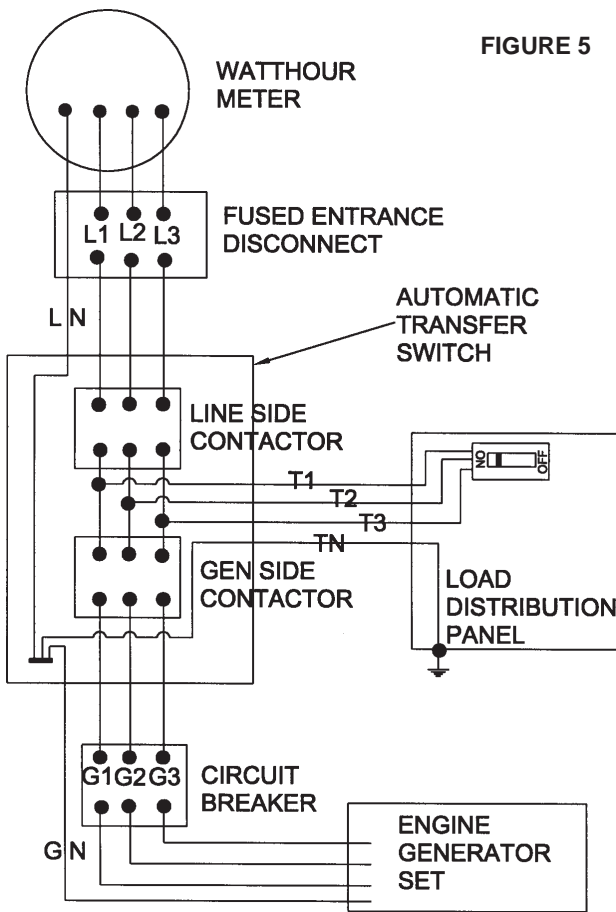 FIGURE 5
WATTHOUR
METER
FUSED ENTRANCE
DISCONNECT
L1 L2 L3
L N
AUTOMATIC
TRANSFER
SWITCH
LINE SIDE
CONTACTOR
ON OFF
T1
T2
T3
TN
GEN SIDE
CONTACTOR
LOAD
DISTRIBUTION
PANEL
G1 G2 G3
CIRCUIT
BREAKER
G N
ENGINE
GENERATOR
SET